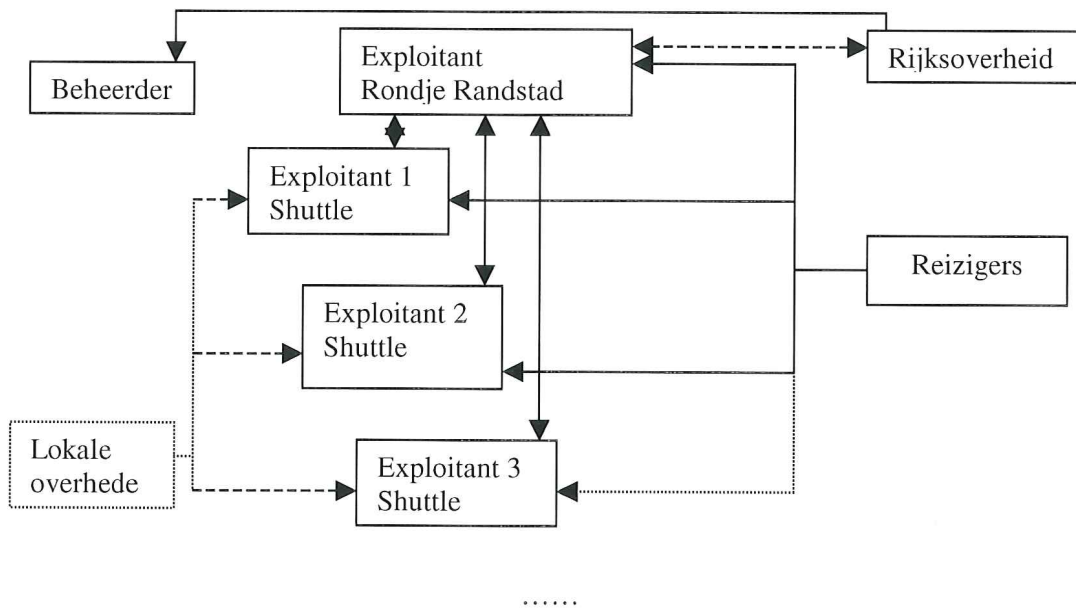 Exploitant
Rondje Randstad
Rijksoverheid
Beheerder
Exploitant 1
Shuttle
Reizigers
Exploitant 2
Shuttle
Lokale
overhede
Exploitant 3
Shuttle
......